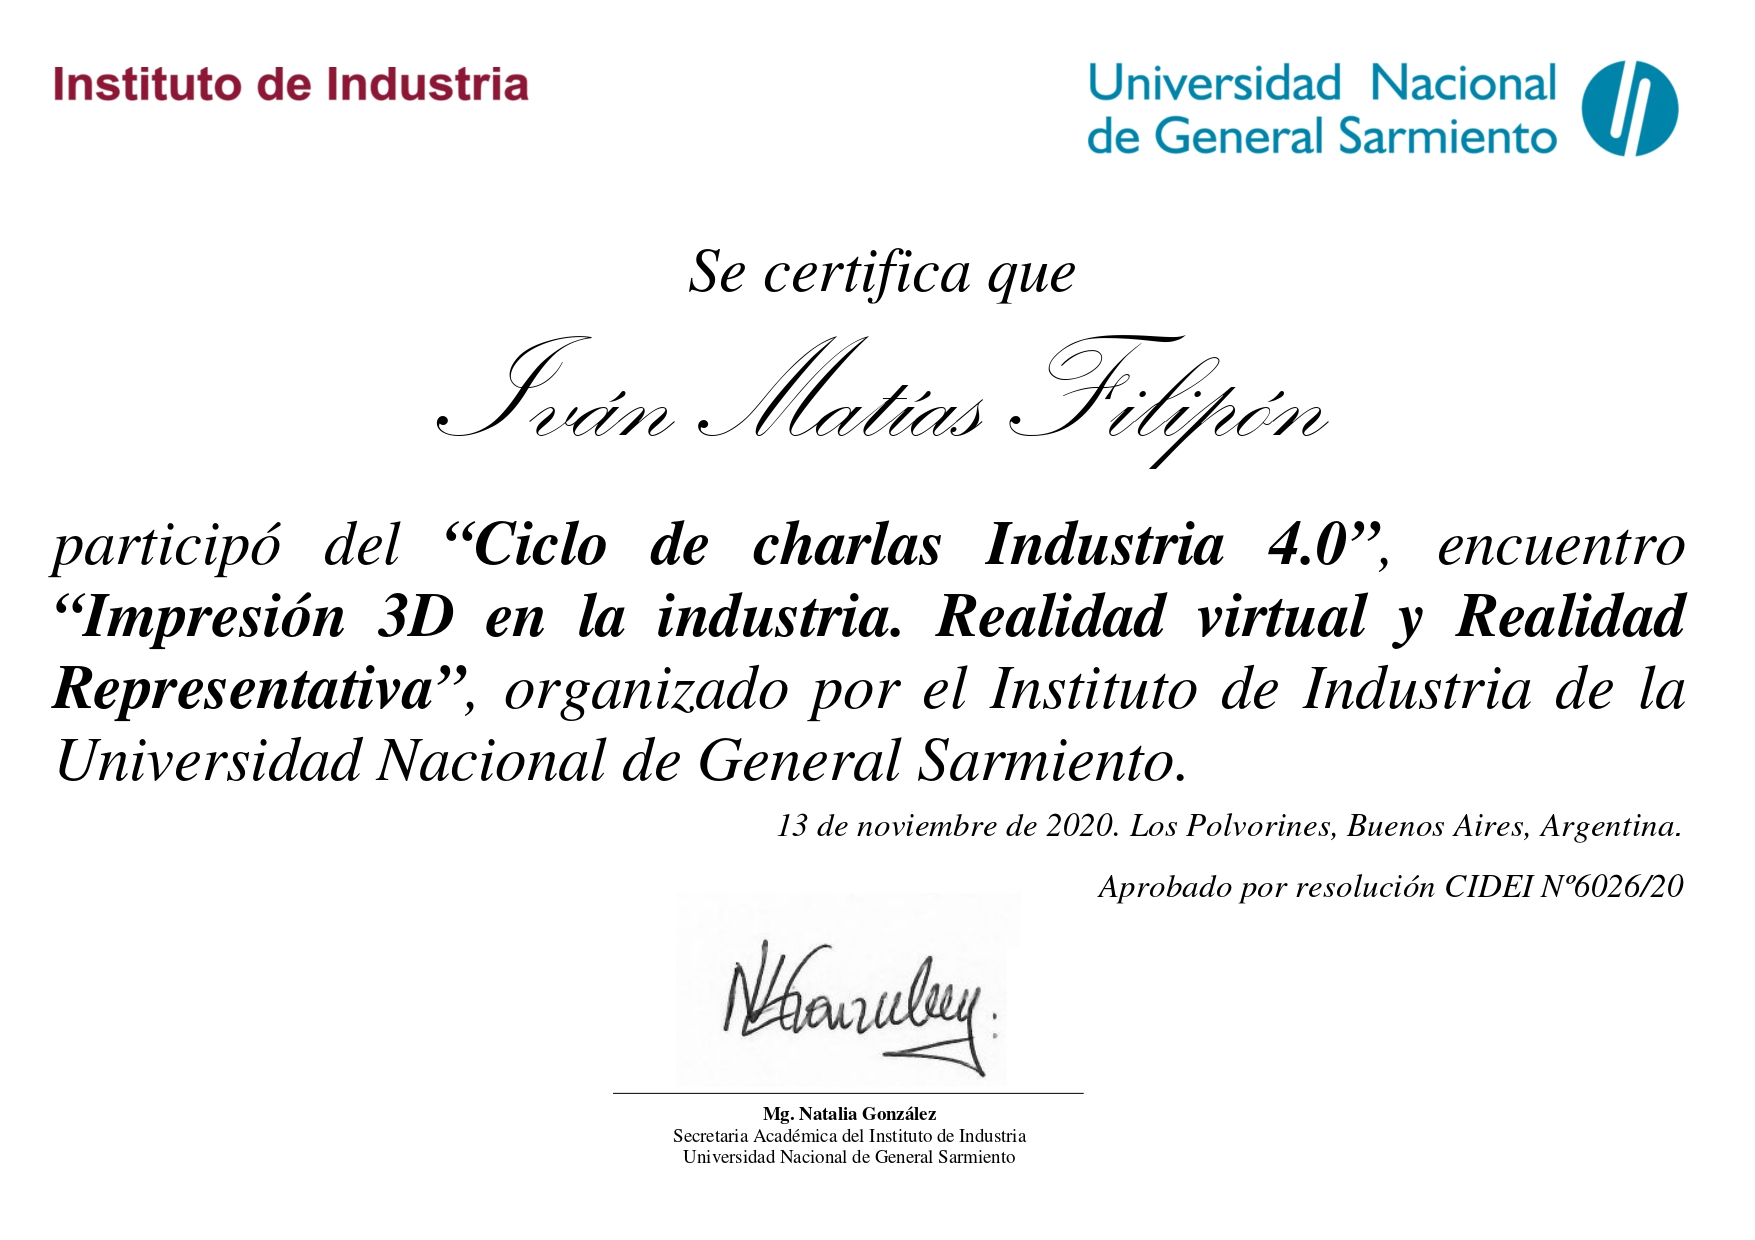 Instituto de Industria
Universidad Nacional
de General Sarmiento
Se certifica que
Iván Matías Filipón
participó del “Ciclo de charlas Industria 4.0”, encuentro
“Impresión 3D en la industria. Realidad virtual y Realidad
Representativa”, organizado por el Instituto de Industria de la
Universidad Nacional de General Sarmiento.
13 de noviembre de 2020. Los Polvorines, Buenos Aires, Argentina.
Aprobado por resolución CIDEI Nº6026/20
Mg. Natalia González
Secretaria Académica del Instituto de Industria
Universidad Nacional de General Sarmiento